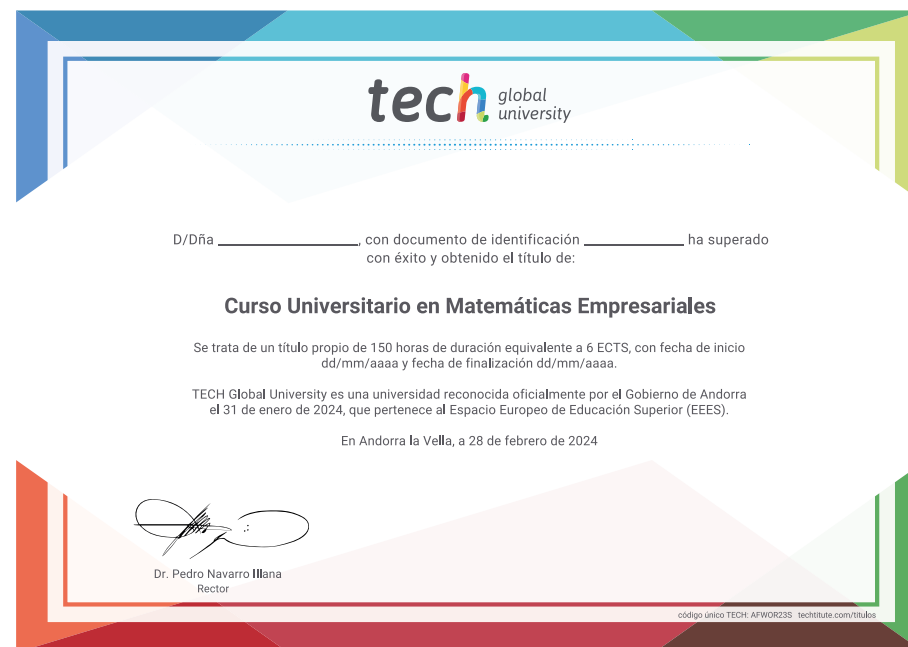 tech global university
D/Dña ____________, con documento de identificación ____________ ha superado
con éxito y obtenido el título de:
Curso Universitario en Matemáticas Empresariales
Se trata de un título propio de 150 horas de duración equivalente a 6 ECTS, con fecha de inicio
dd/mm/aaaa y fecha de finalización dd/mm/aaaa.
TECH Global University es una universidad reconocida oficialmente por el Gobierno de Andorra
el 31 de enero de 2024, que pertenece al Espacio Europeo de Educación Superior (EEES).
En Andorra la Vella, a 28 de febrero de 2024
Dr. Pedro Navarro Illana
Rector
código único TECH: AFWOR23S techtitute.com/titulos